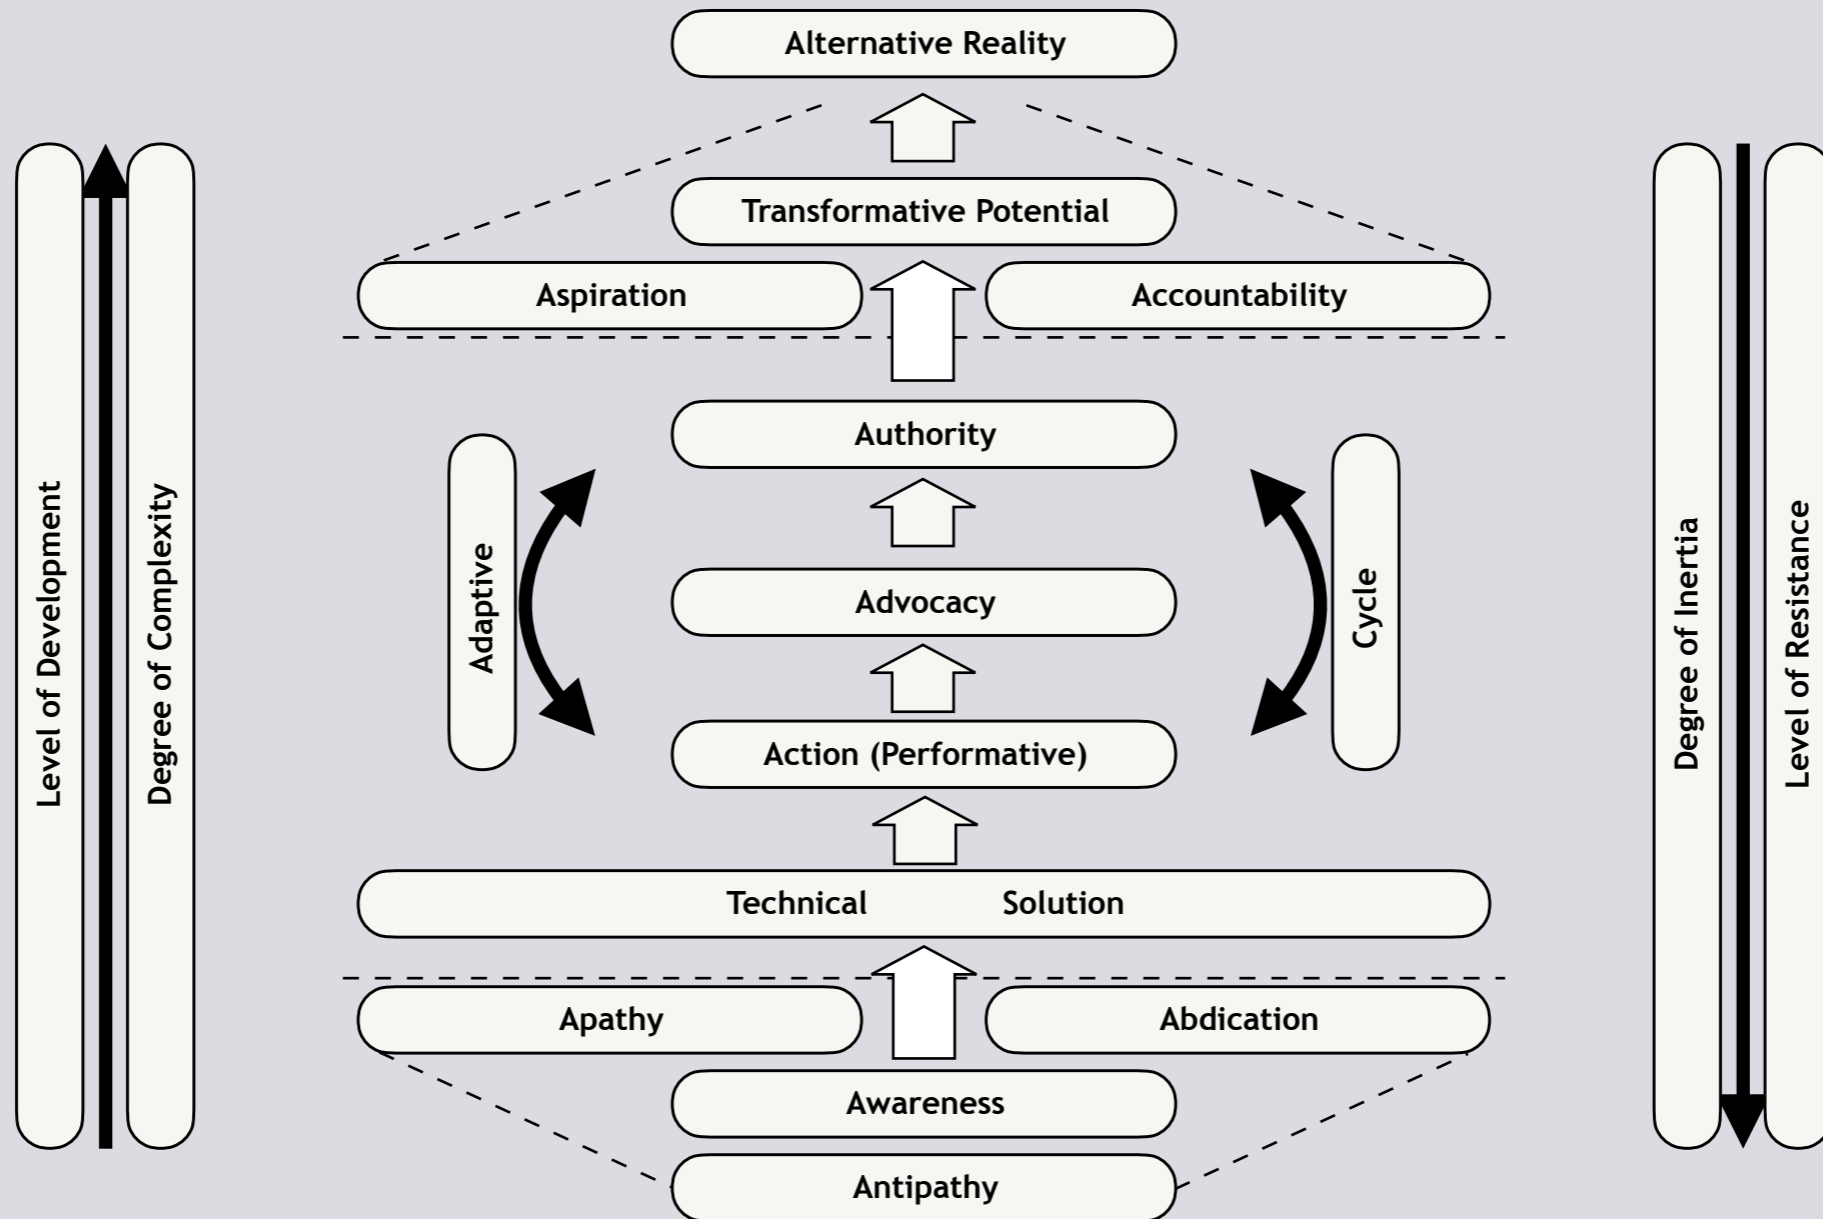 Alternative Reality
Transformative Potential
Aspiration
Accountability
Authority
Advocacy
Action (Performative)
Technical Solution
Apathy
Abdication
Awareness
Antipathy
Level of Development
Degree of Complexity
Adaptive
Cycle
Degree of Inertia
Level of Resistance